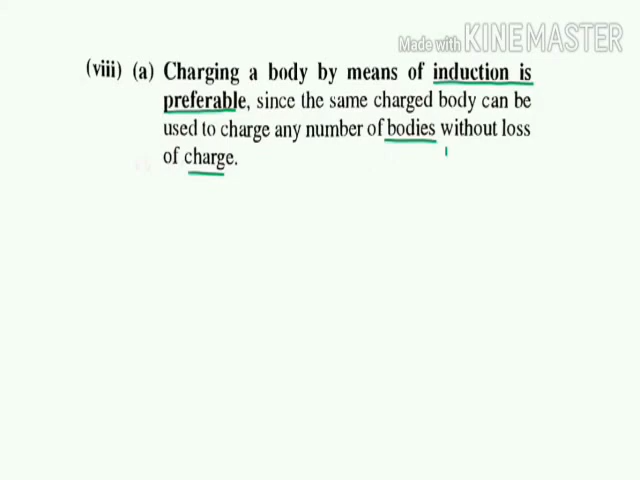 Made with KINEMASTER
(viii) (a) Charging a body by means of induction is
preferable, since the same charged body can be
used to charge any number of bodies without loss
of charge.